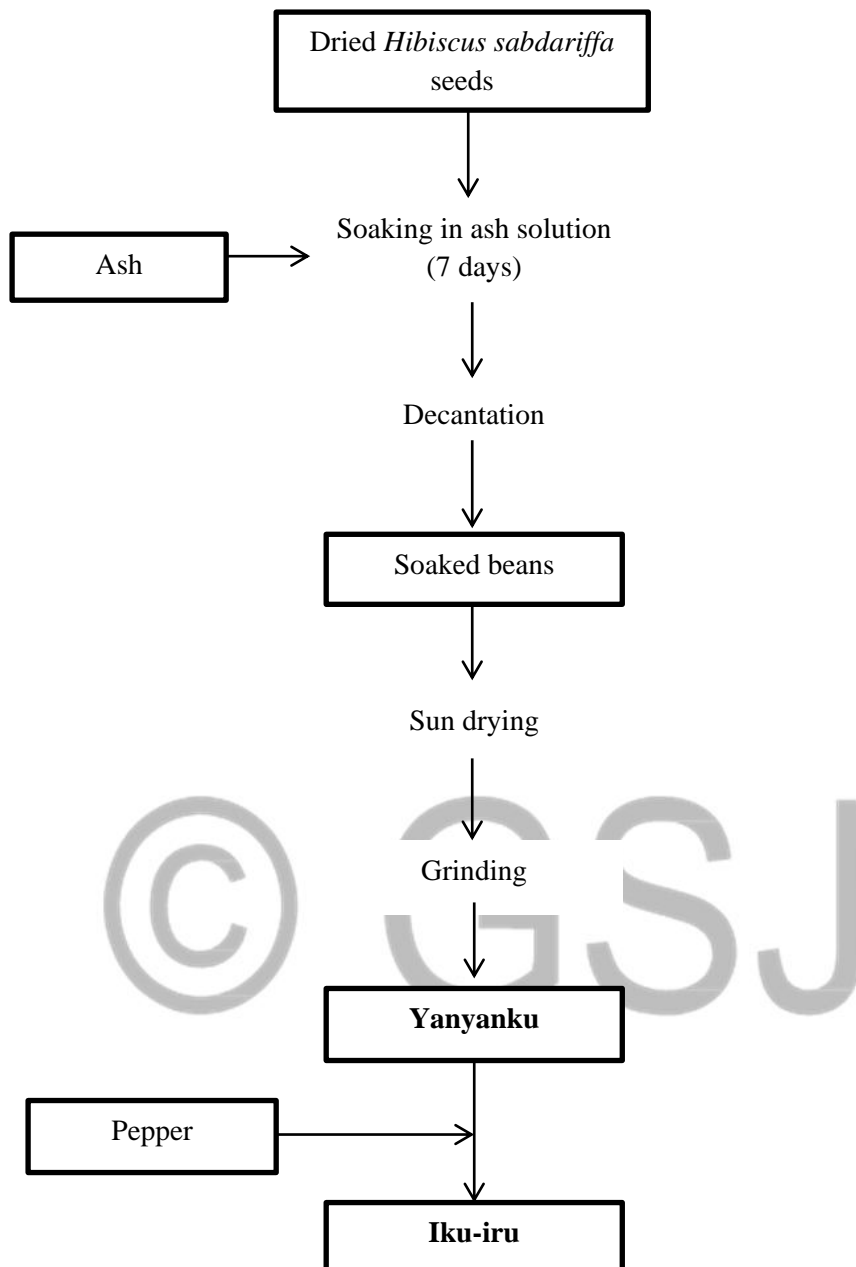 Dried Hibiscus sabdariffa
seeds
Ash
Soaking in ash solution
(7 days)
Decantation
Soaked beans
Sun drying
Grinding
© GSJ
Yanyanku
Pepper
Iku-iru